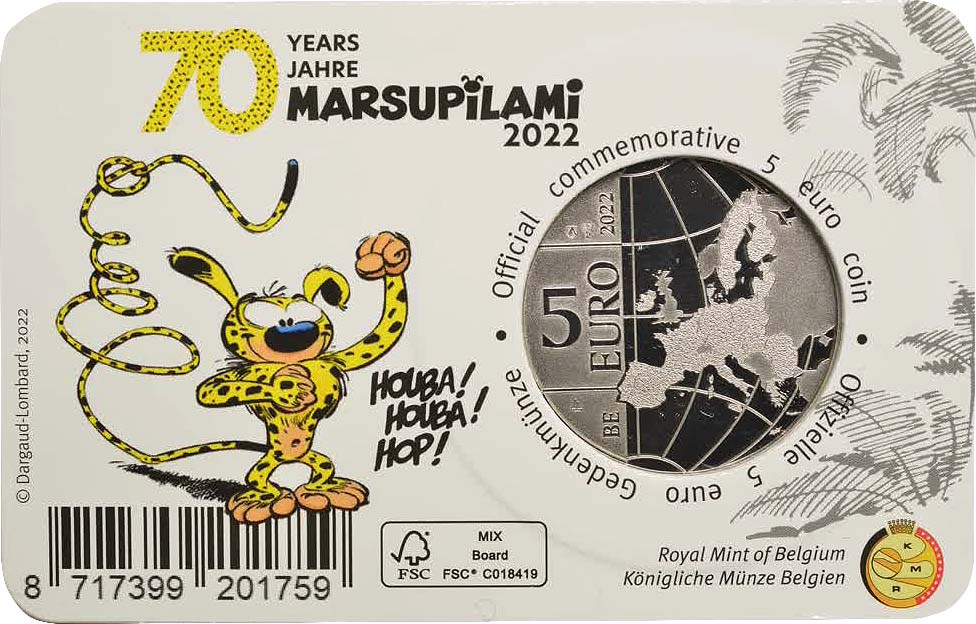 70 YEARS
JAHRE
MARSUPiLAMi
2022
Official commemorative 5 euro coin
Offizielle 5 euro Gedenkmünze
2022
5 EURO
BE
HOUBA!
HOUBA!
HOP!
© Dargaud-Lombard, 2022
8 717399 201759
FSC
MIX
Board
FSC® C018419
Royal Mint of Belgium
Königliche Münze Belgien
K
M
R